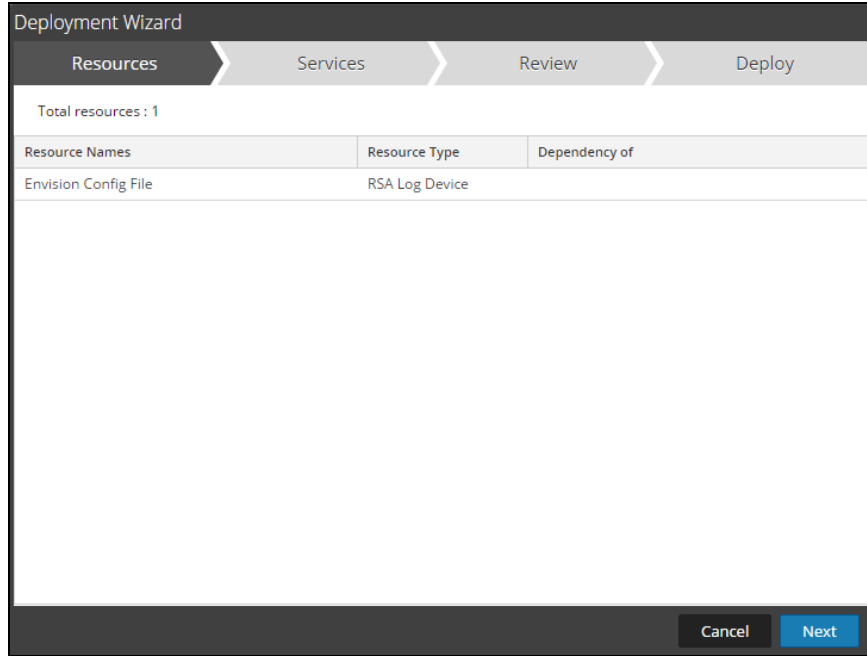 Deployment Wizard
Resources Services Review Deploy
Total resources : 1
Resource Names Resource Type Dependency of
Envision Config File RSA Log Device
Cancel Next